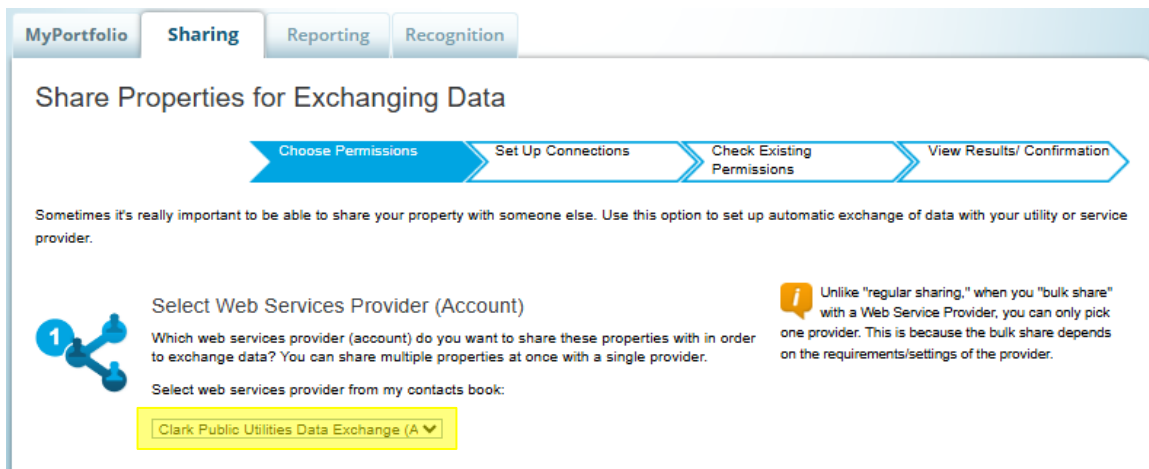 MyPortfolio Sharing Reporting Recognition
Share Properties for Exchanging Data
Choose Permissions Set Up Connections Check Existing Permissions View Results/ Confirmation
Sometimes it's really important to be able to share your property with someone else. Use this option to set up automatic exchange of data with your utility or service
provider.
1
Select Web Services Provider (Account)
Which web services provider (account) do you want to share these properties with in order
to exchange data? You can share multiple properties at once with a single provider.
Select web services provider from my contacts book:
Clark Public Utilities Data Exchange (A
i
Unlike "regular sharing," when you "bulk share"
with a Web Service Provider, you can only pick
one provider. This is because the bulk share depends
on the requirements/settings of the provider.